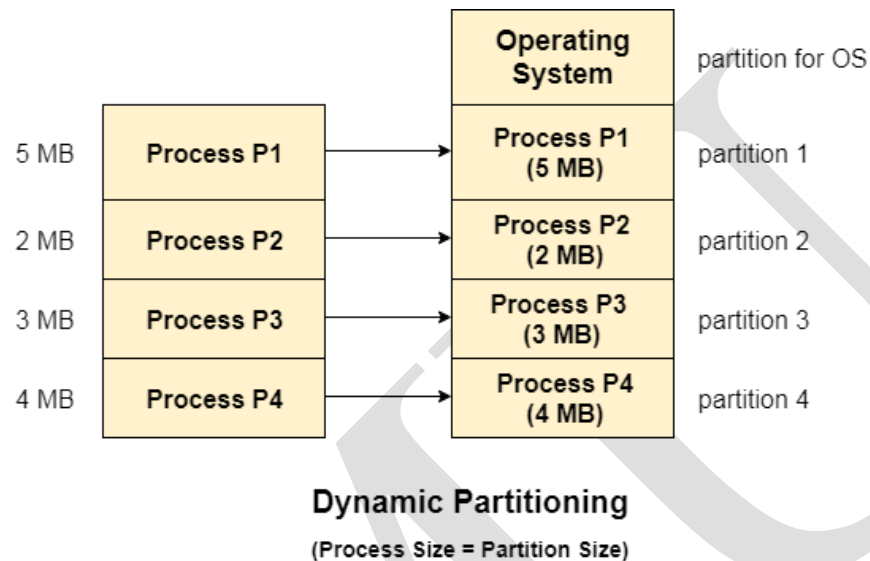 Operating
System
partition for OS
5 MB
Process P1
Process P1
(5 MB)
partition 1
2 MB
Process P2
Process P2
(2 MB)
partition 2
3 MB
Process P3
Process P3
(3 MB)
partition 3
4 MB
Process P4
Process P4
(4 MB)
partition 4
Dynamic Partitioning
(Process Size = Partition Size)